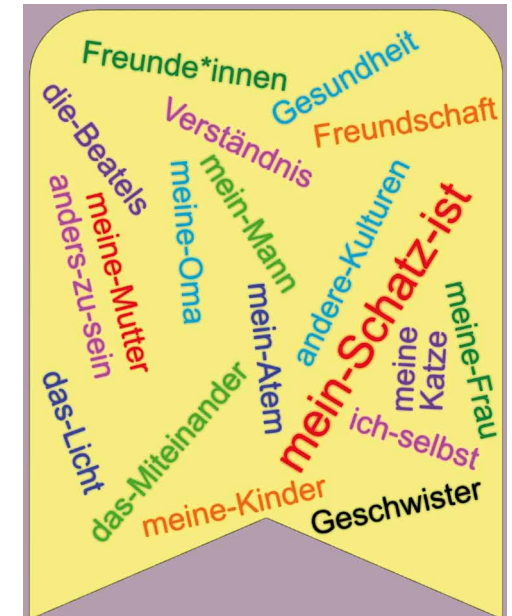 Freunde*innen
Gesundheit
Freundschaft
Verständnis
die-Beatels
mein-Mann
meine-Oma
andere-Kulturen
anders-zu-sein
meine-Mutter
mein-Schatz-ist
mein-Atem
meine
Katze
meine-Frau
das-Licht
das-Miteinander
ich-selbst
meine-Kinder
Geschwister